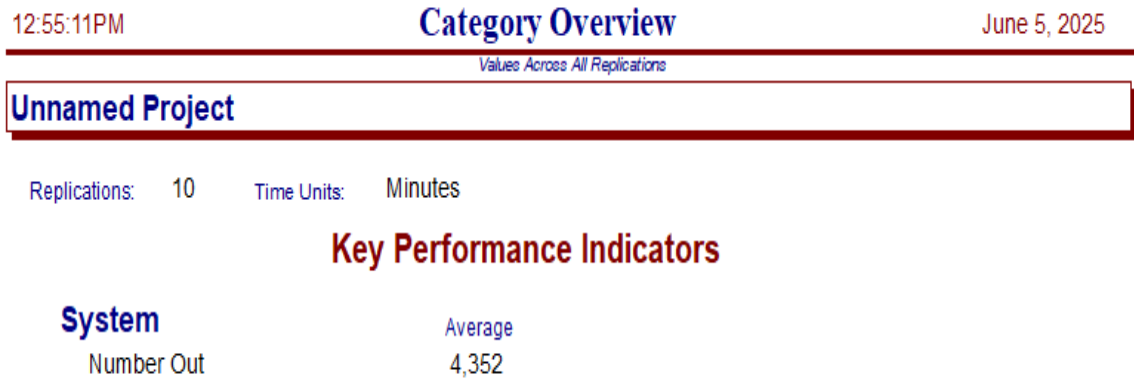 12:55:11PM Category Overview June 5, 2025
Values Across All Replications
Unnamed Project
Replications: 10 Time Units: Minutes
Key Performance Indicators
System Average
Number Out 4,352